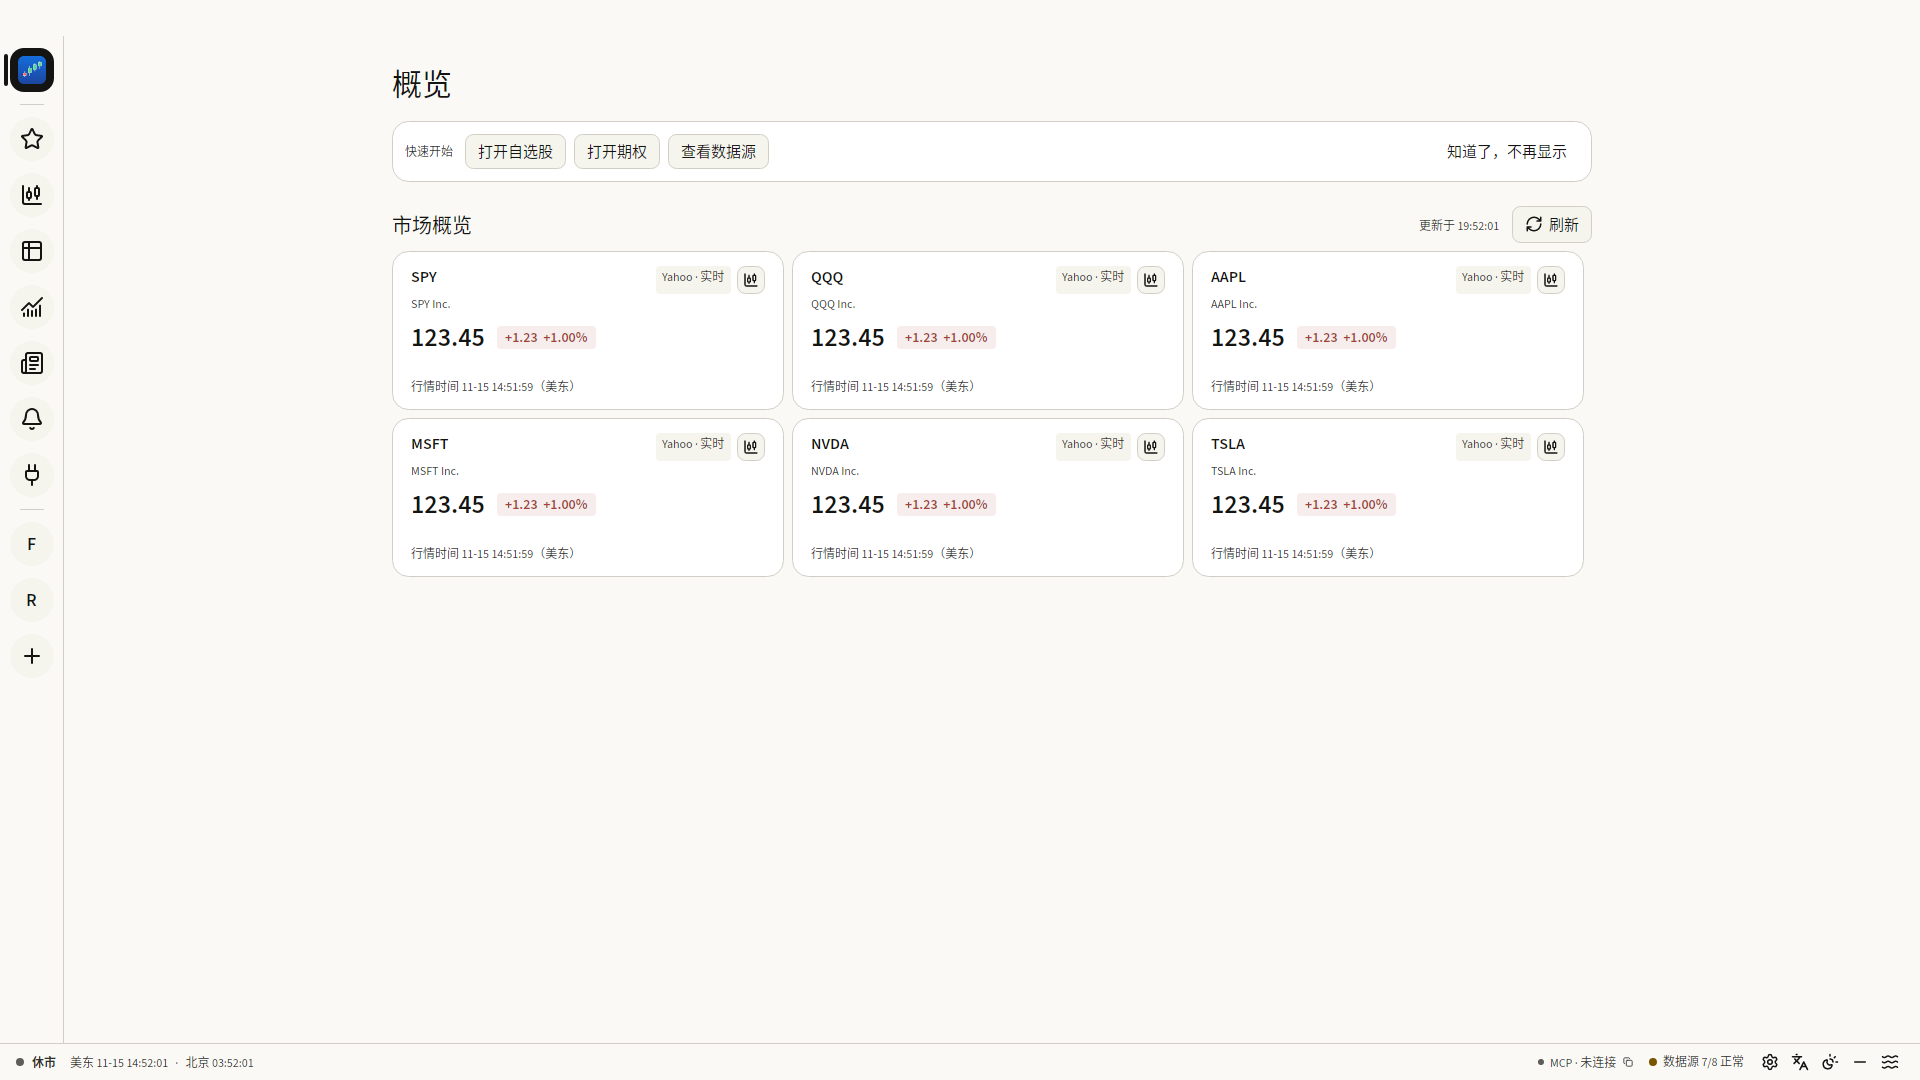 概览
快速开始 打开自选股 打开期权 查看数据源 知道了，不再显示
市场概览 更新于 19:52:01 刷新
SPY Yahoo · 实时
SPY Inc.
123.45 +1.23 +1.00%
行情时间 11-15 14:51:59（美东）
QQQ Yahoo · 实时
QQQ Inc.
123.45 +1.23 +1.00%
行情时间 11-15 14:51:59（美东）
AAPL Yahoo · 实时
AAPL Inc.
123.45 +1.23 +1.00%
行情时间 11-15 14:51:59（美东）
MSFT Yahoo · 实时
MSFT Inc.
123.45 +1.23 +1.00%
行情时间 11-15 14:51:59（美东）
NVDA Yahoo · 实时
NVDA Inc.
123.45 +1.23 +1.00%
行情时间 11-15 14:51:59（美东）
TSLA Yahoo · 实时
TSLA Inc.
123.45 +1.23 +1.00%
行情时间 11-15 14:51:59（美东）
F
R
休市 美东 11-15 14:52:01 · 北京 03:52:01 MCP · 未连接 数据源 7/8 正常